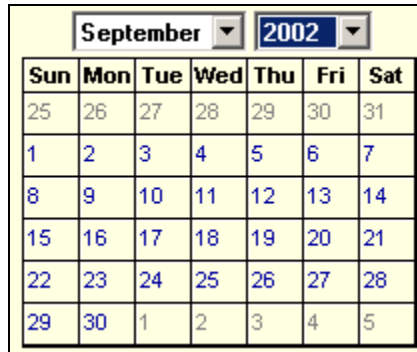 September 2002
Sun Mon Tue Wed Thu Fri Sat
25 26 27 28 29 30 31
1 2 3 4 5 6 7
8 9 10 11 12 13 14
15 16 17 18 19 20 21
22 23 24 25 26 27 28
29 30 1 2 3 4 5